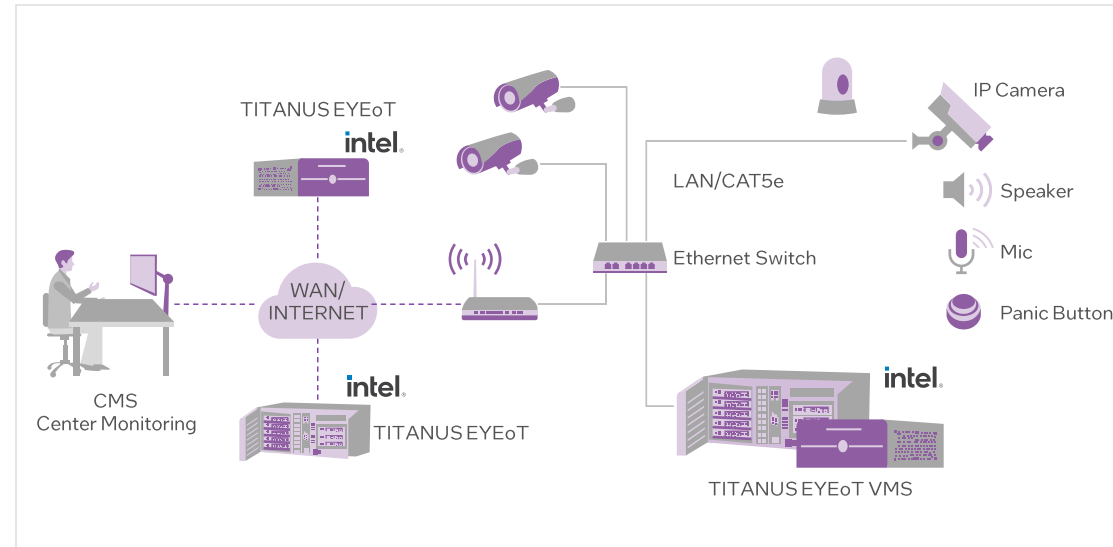 TITANUS EYEoT
intel.
IP Camera
LAN/CAT5e
Speaker
Ethernet Switch
Mic
WAN/
INTERNET
Panic Button
CMS
Center Monitoring
intel.
TITANUS EYEoT
intel.
TITANUS EYEoT VMS